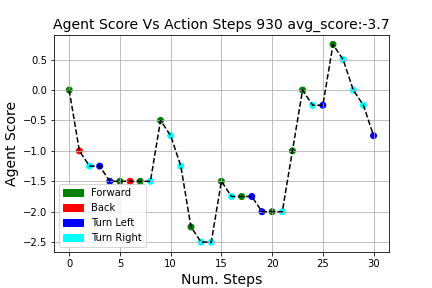 Agent Score Vs Action Steps 930 avg_score:-3.7
Agent Score
0.5
0.0
−0.5
−1.0
−1.5
−2.0
−2.5
Forward
Back
Turn Left
Turn Right
0 5 10 15 20 25 30
Num. Steps